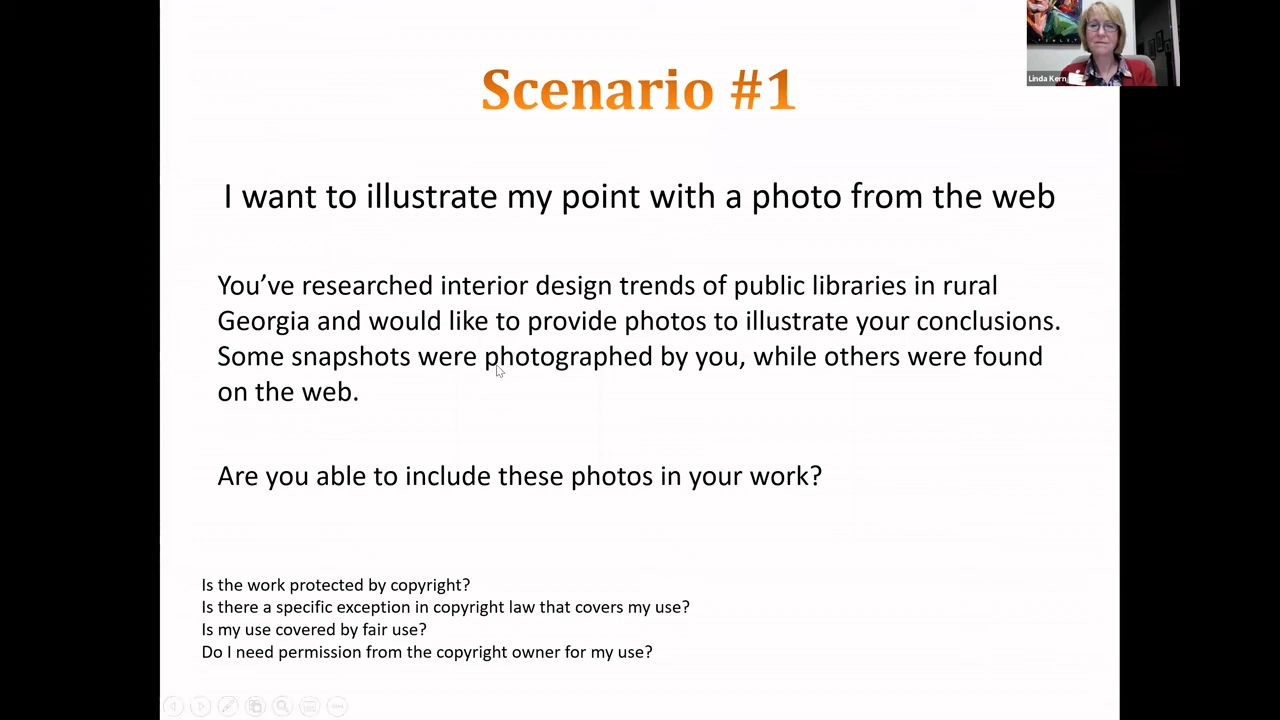 Scenario #1
Linda Kern
I want to illustrate my point with a photo from the web
You’ve researched interior design trends of public libraries in rural
Georgia and would like to provide photos to illustrate your conclusions.
Some snapshots were photographed by you, while others were found
on the web.
Are you able to include these photos in your work?
Is the work protected by copyright?
Is there a specific exception in copyright law that covers my use?
Is my use covered by fair use?
Do I need permission from the copyright owner for my use?